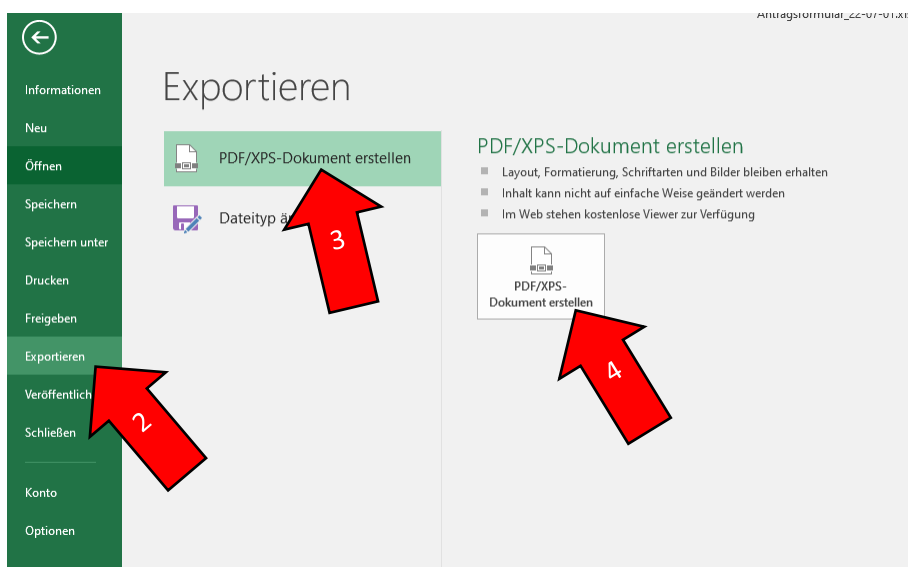 Antragsformular_22-07-01.xls
Exportieren
Informationen
Neu
Öffnen
Speichern
Speichern unter
Drucken
Freigeben
Exportieren
Veröffentlich
Schließen
Konto
Optionen
PDF/XPS-Dokument erstellen
Dateityp
3
2
PDF/XPS-Dokument erstellen
Layout, Formatierung, Schriftarten und Bilder bleiben erhalten
Inhalt kann nicht auf einfache Weise geändert werden
Im Web stehen kostenlose Viewer zur Verfügung
PDF/XPS-
Dokument erstellen
4